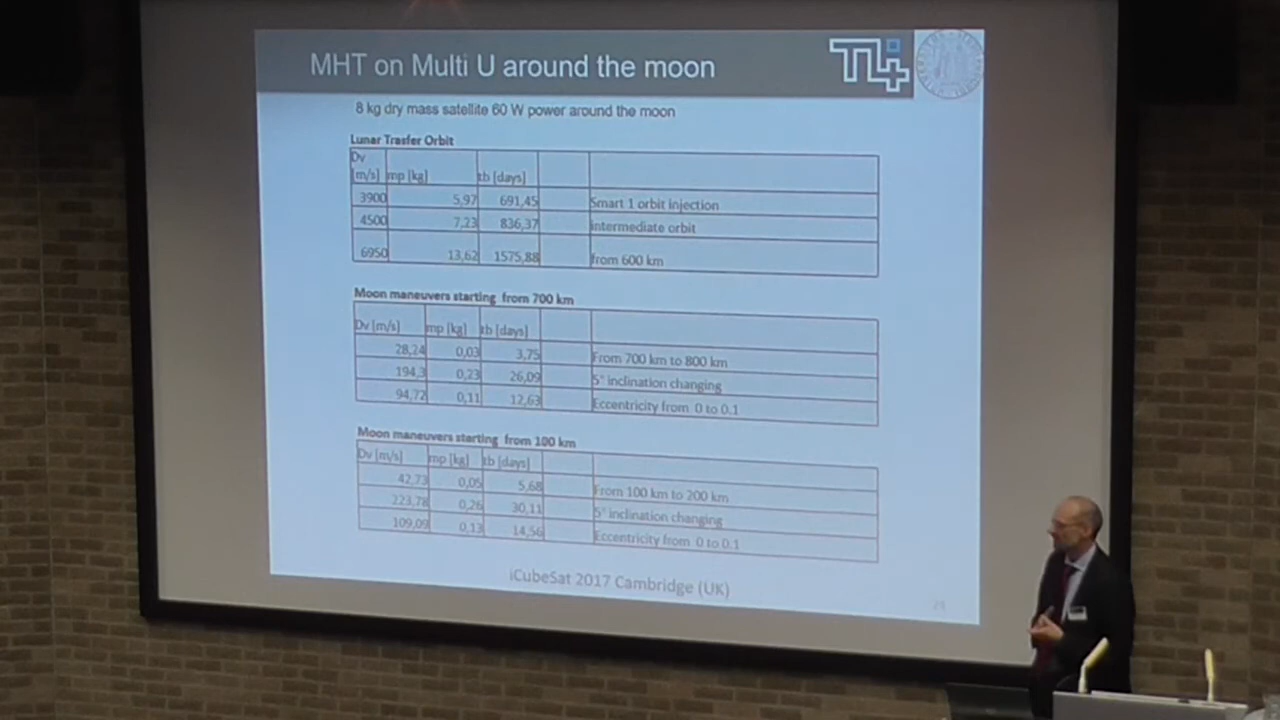 MHT on Multi U around the moon
T4i
8 kg dry mass satellite 60 W power around the moon
Lunar Trasfer Orbit
Dv [m/s] mp [kg] tb [days]
3900 5,97 691,45 Smart 1 orbit injection
4500 7,23 836,37 intermediate orbit
6950 13,62 1575,88 from 600 km
Moon maneuvers starting from 700 km
Dv [m/s] mp [kg] tb [days]
28,24 0,03 3,75 From 700 km to 800 km
194,3 0,23 26,09 5° inclination changing
94,72 0,11 12,63 Eccentricity from 0 to 0.1
Moon maneuvers starting from 100 km
Dv [m/s] mp [kg] tb [days]
42,73 0,05 5,68 From 100 km to 200 km
223,78 0,26 30,11 5° inclination changing
109,09 0,13 14,56 Eccentricity from 0 to 0.1
iCubeSat 2017 Cambridge (UK)